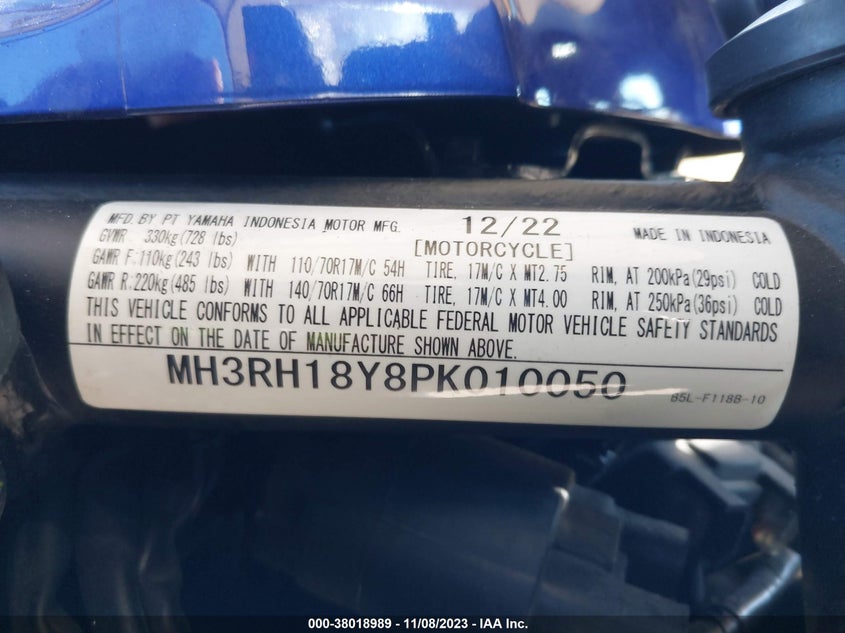 MFD. BY PT YAMAHA INDONESIA MOTOR MFG. 12/22 MADE IN INDONESIA
GVWR 330kg(728 lbs) [MOTORCYCLE]
GAWR F:110kg(243 lbs) WITH 110/70R17M/C 54H TIRE, 17M/C X MT2.75 RIM, AT 200kPa(29psi) COLD
GAWR R:220kg(485 lbs) WITH 140/70R17M/C 66H TIRE, 17M/C X MT4.00 RIM, AT 250kPa(36psi) COLD
THIS VEHICLE CONFORMS TO ALL APPLICABLE FEDERAL MOTOR VEHICLE SAFETY STANDARDS
IN EFFECT ON THE DATE OF MANUFACTURE SHOWN ABOVE.
MH3RH18Y8PK010050
B5L-F118B-10
000-38018989 - 11/08/2023 - IAA Inc.